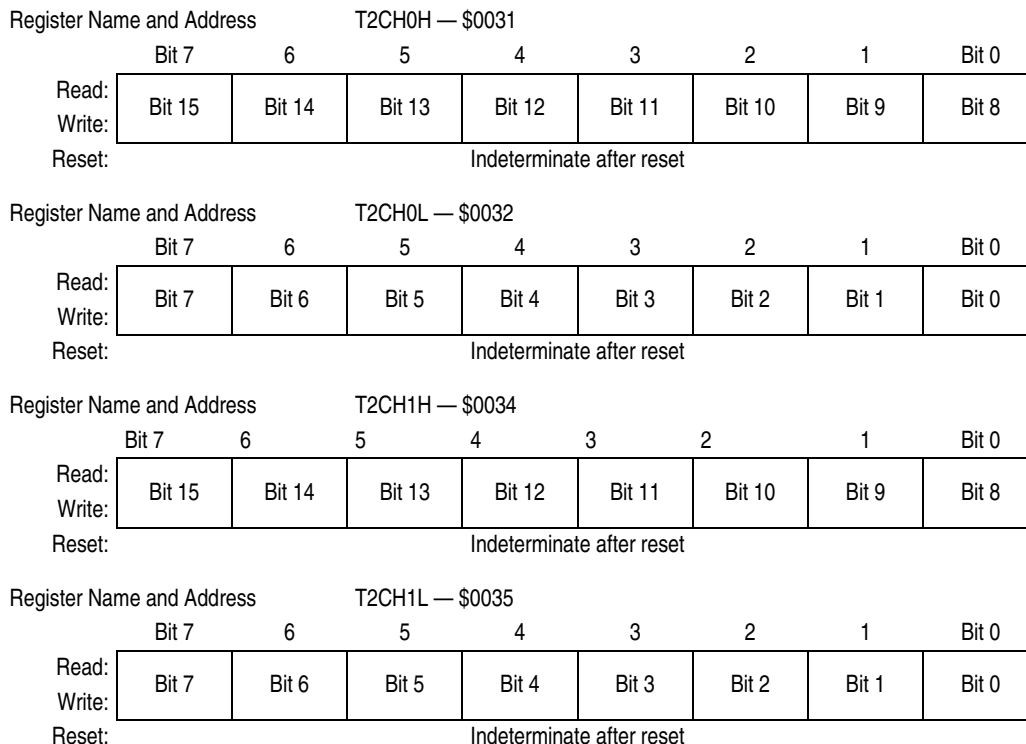 Register Name and Address T2CH0H — $0031
Bit 7 6 5 4 3 2 1 Bit 0
Read:
Bit 15 Bit 14 Bit 13 Bit 12 Bit 11 Bit 10 Bit 9 Bit 8
Write:
Reset: Indeterminate after reset
Register Name and Address T2CH0L — $0032
Bit 7 6 5 4 3 2 1 Bit 0
Read:
Bit 7 Bit 6 Bit 5 Bit 4 Bit 3 Bit 2 Bit 1 Bit 0
Write:
Reset: Indeterminate after reset
Register Name and Address T2CH1H — $0034
Bit 7 6 5 4 3 2 1 Bit 0
Read:
Bit 15 Bit 14 Bit 13 Bit 12 Bit 11 Bit 10 Bit 9 Bit 8
Write:
Reset: Indeterminate after reset
Register Name and Address T2CH1L — $0035
Bit 7 6 5 4 3 2 1 Bit 0
Read:
Bit 7 Bit 6 Bit 5 Bit 4 Bit 3 Bit 2 Bit 1 Bit 0
Write:
Reset: Indeterminate after reset